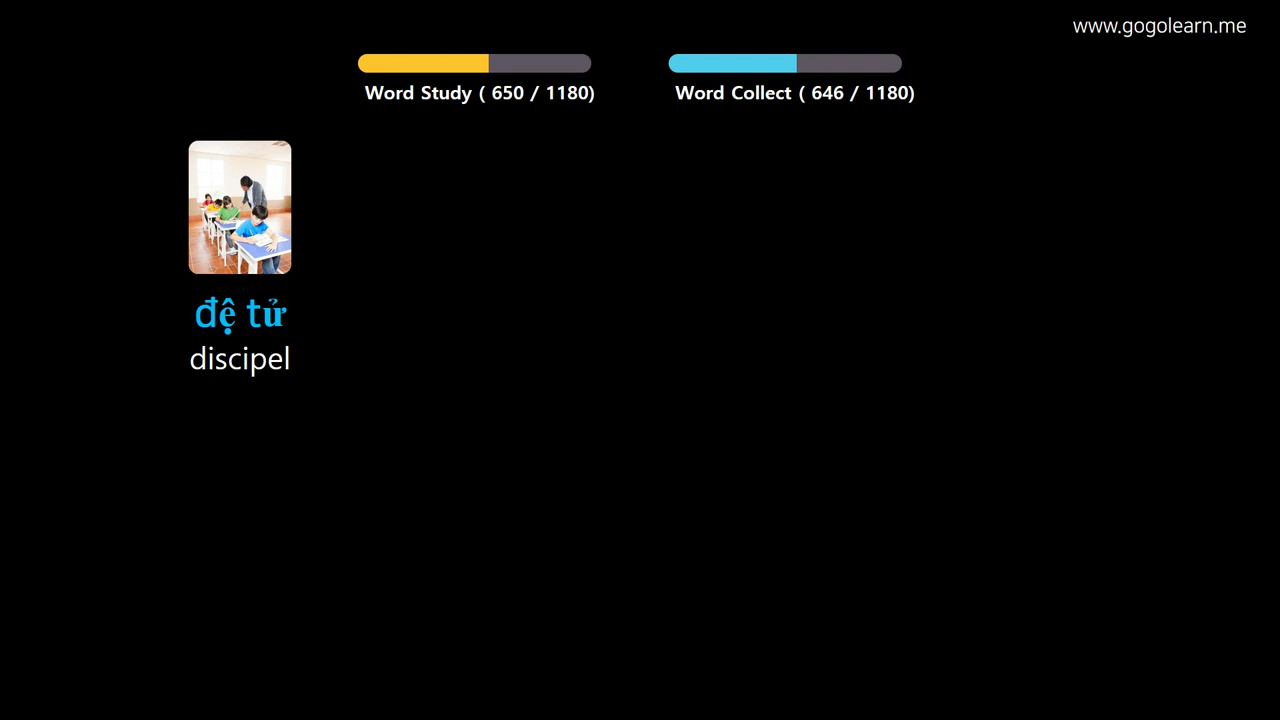 www.gogolearn.me
Word Study ( 650 / 1180)
Word Collect ( 646 / 1180)
đệ tử
discipel